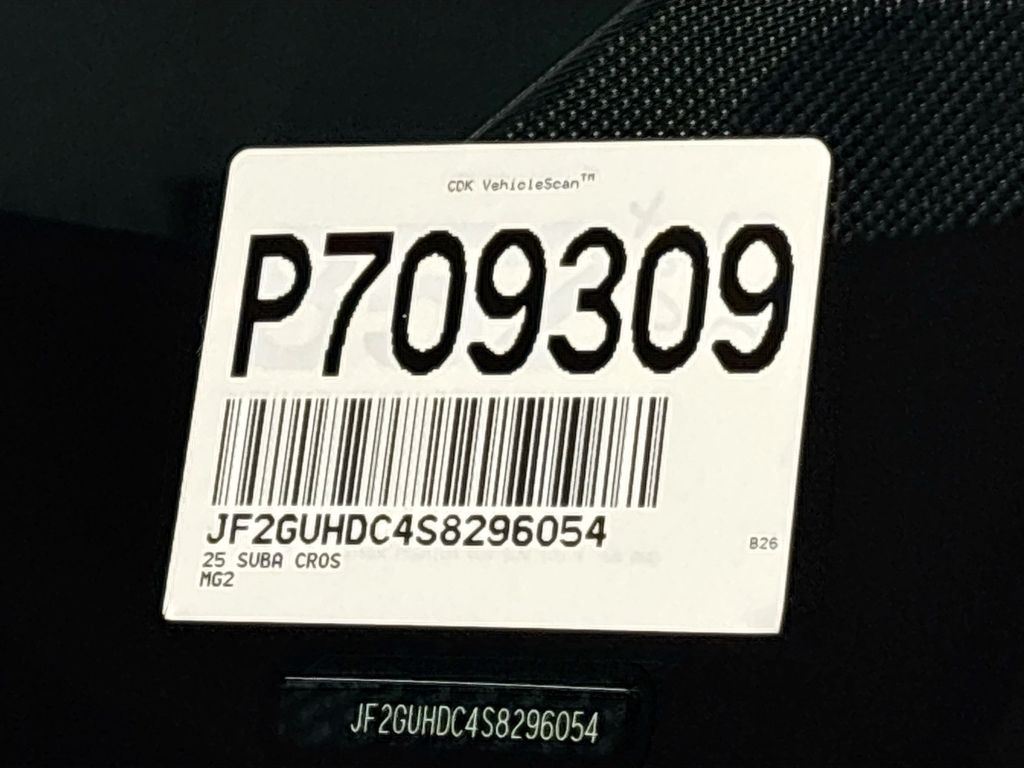 CDK VehicleScan™
P709309
JF2GUHDC4S8296054
25 SUBA CROS
MG2
B26
JF2GUHDC4S8296054